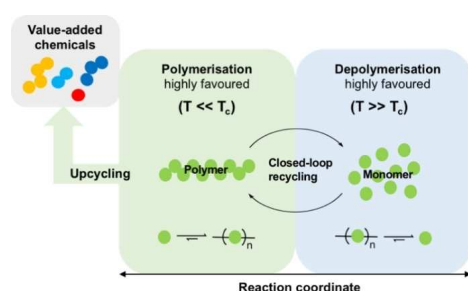 Value-added
chemicals
Polymerisation
highly favoured
(T << Tc)
Depolymerisation
highly favoured
(T >> Tc)
Upcycling
Polymer
Closed-loop
recycling
Monomer
n
n
Reaction coordinate